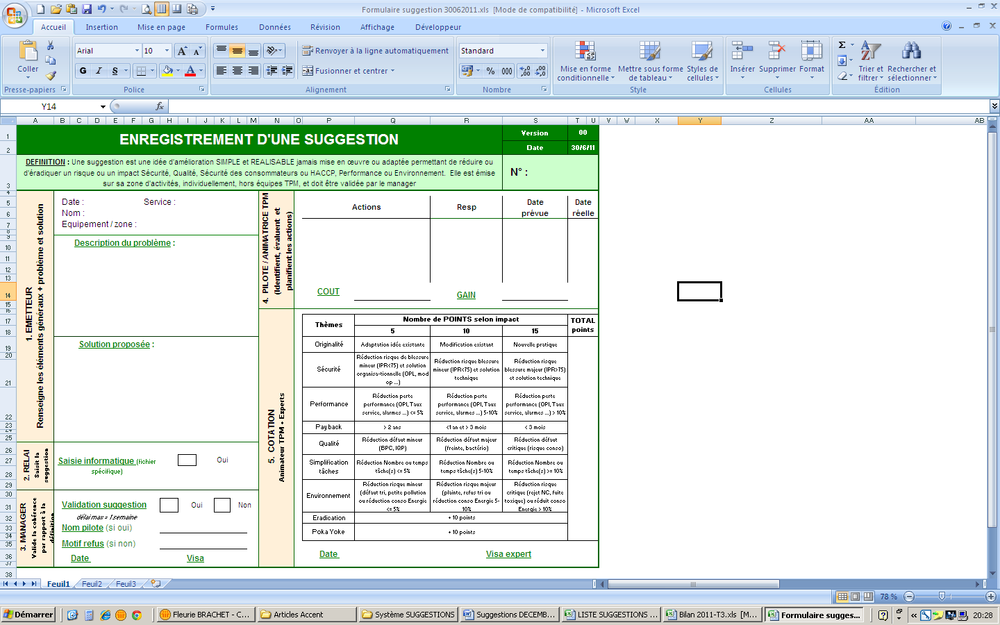 Formulaire suggestion 30062011.xls [Mode de compatibilité] - Microsoft Excel
Accueil Insertion Mise en page Formules Données Révision Affichage Développeur
Coller
Arial 10
G I S
Renvoyer à la ligne automatiquement
Fusionner et centrer
Standard
% 000
Mise en forme conditionnelle
Mettre sous forme de tableau
Styles de cellules
Insérer Supprimer Format
Trier et filtrer
Rechercher et sélectionner
Presse-papiers Police Alignement Nombre Style Cellules Édition
Y14 fx
A B C D E F G H I J K L M N O P Q R S T U V W X Y Z AA AB
1 2 3 4 5 6 7 8 9 10 11 12 13 14 15 16 17 18 19 20 21 22 23 24 25 26 27 28 29 30 31 32 33 34 35 36 37 38
ENREGISTREMENT D'UNE SUGGESTION
Version 00
Date 30/6/11
DEFINITION : Une suggestion est une idée d'amélioration SIMPLE et REALISABLE jamais mise en œuvre ou adaptée permettant de réduire ou
d'éradiquer un risque ou un impact Sécurité, Qualité, Sécurité des consommateurs ou HACCP, Performance ou Environnement. Elle est émise
sur sa zone d'activités, individuellement, hors équipes TPM, et doit être validée par le manager
N° :
1. EMETTEUR
Renseigne les éléments généraux + problème et solution
Date : Service :
Nom :
Equipement / zone :
Description du problème :
Solution proposée :
2. RELAI
Saisit la
suggestion
Saisie informatique (fichier
spécifique)
Oui
3. MANAGER
Valide la cohérence
par rapport à la
définition
Validation suggestion Oui Non
délai max = 1 semaine
Nom pilote (si oui)
Motif refus (si non)
Date Visa
4. PILOTE / ANIMATRICE TPM
(Identifient, évaluent et
planifient les actions)
Actions Resp Date prévue Date réelle
COUT GAIN
5. COTATION
Animateur TPM + Experts
Thèmes Nombre de POINTS selon impact TOTAL points
5 10 15
Originalité Adaptation idée existante Modification existant Nouvelle pratique
Sécurité
Réduction risque de blessure mineur (IPR<75) et solution organisa-tionnelle (OPL, mod op ...)
Réduction risque blessure mineur (IPR<75) et solution technique
Réduction risque blessure majeur (IPR>75) et solution technique
Performance
Réduction perte performance (OPI, Taux service, alarmes ...) <= 5%
Réduction perte performance (OPI, Taux service, alarmes ...) 5-10%
Réduction perte performance (OPI, Taux service, alarmes ...) > 10%
Pay back > 2 ans <1 an et > 3 mois < 3 mois
Qualité
Réduction défaut mineur (BPC, IQP)
Réduction défaut majeur (freinte, bactério)
Réduction défaut critique (risque conso)
Simplification tâches
Réduction Nombre ou temps tâche(s) <= 5%
Réduction Nombre ou temps tâche(s) 5-10%
Réduction Nombre ou temps tâche(s) >= 10%
Environnement
Réduction risque mineur (défaut tri, petite pollution ou réduction conso Energie <= 5%
Réduction risque majeur (plainte, refus tri ou réduction conso Energie 5-10%
Réduction risque critique (rejet NC, fuite toxique) ou réduit conso Energie > 10%
Eradication + 10 points
Poka Yoke + 10 points
Date Visa expert
Feuil1 Feuil2 Feuil3
78 %
Démarrer
Fleurie BRACHET - C...
Articles Accent
Système SUGGESTIONS
Suggestions DECEMB...
LISTE SUGGESTIONS ...
Bilan 2011-T3.xls [M...
Formulaire sugges...
20:28